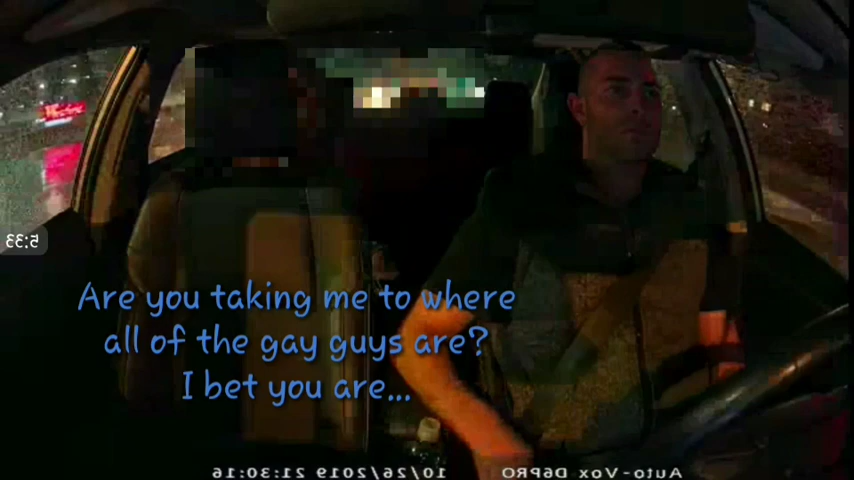 5:33
Are you taking me to where
all of the gay guys are?
I bet you are...
Auto-Vox D6PRO 10/26/2019 21:30:16